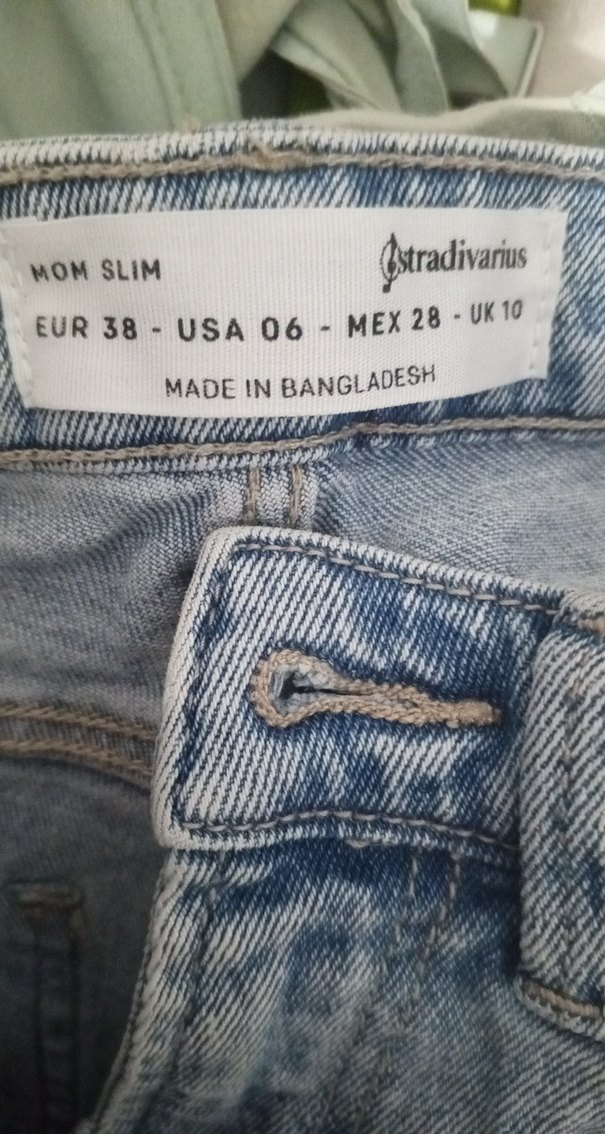 MOM SLIM
stradivarius
EUR 38 - USA 06 - MEX 28 - UK 10
MADE IN BANGLADESH